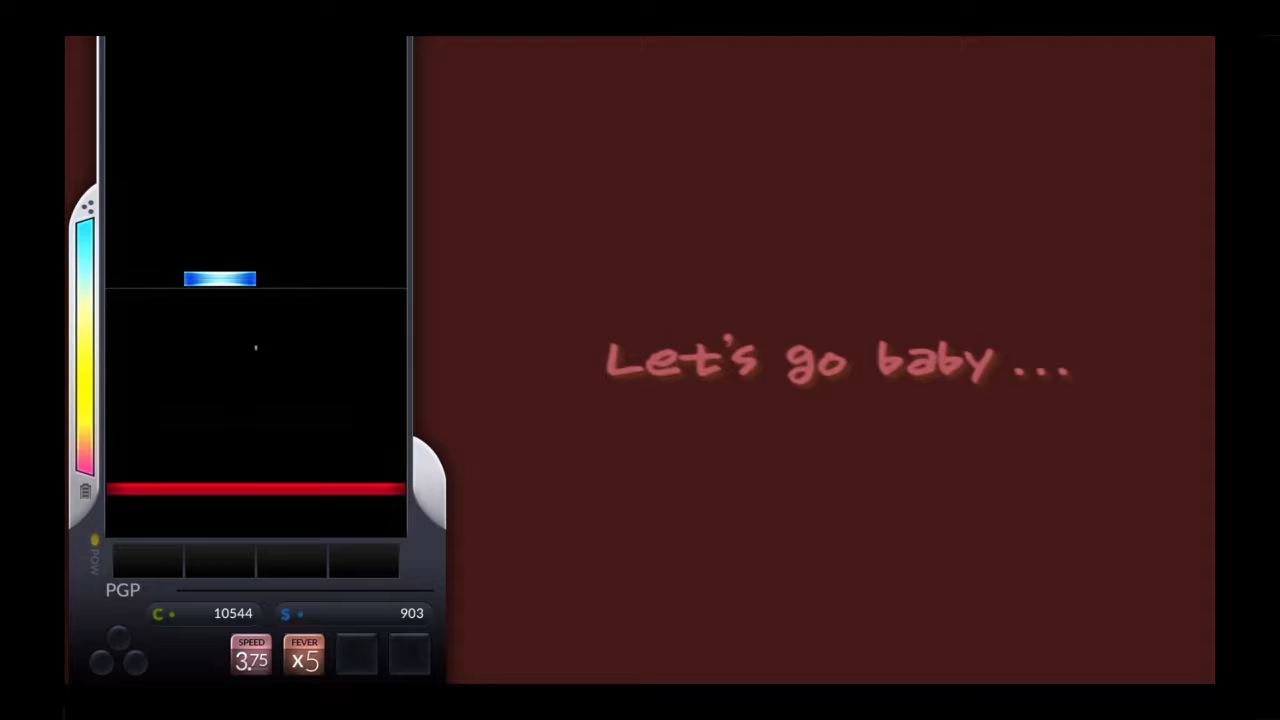 Let's go baby...
POW
PGP
C 10544 S 903
SPEED FEVER
3.75 x5